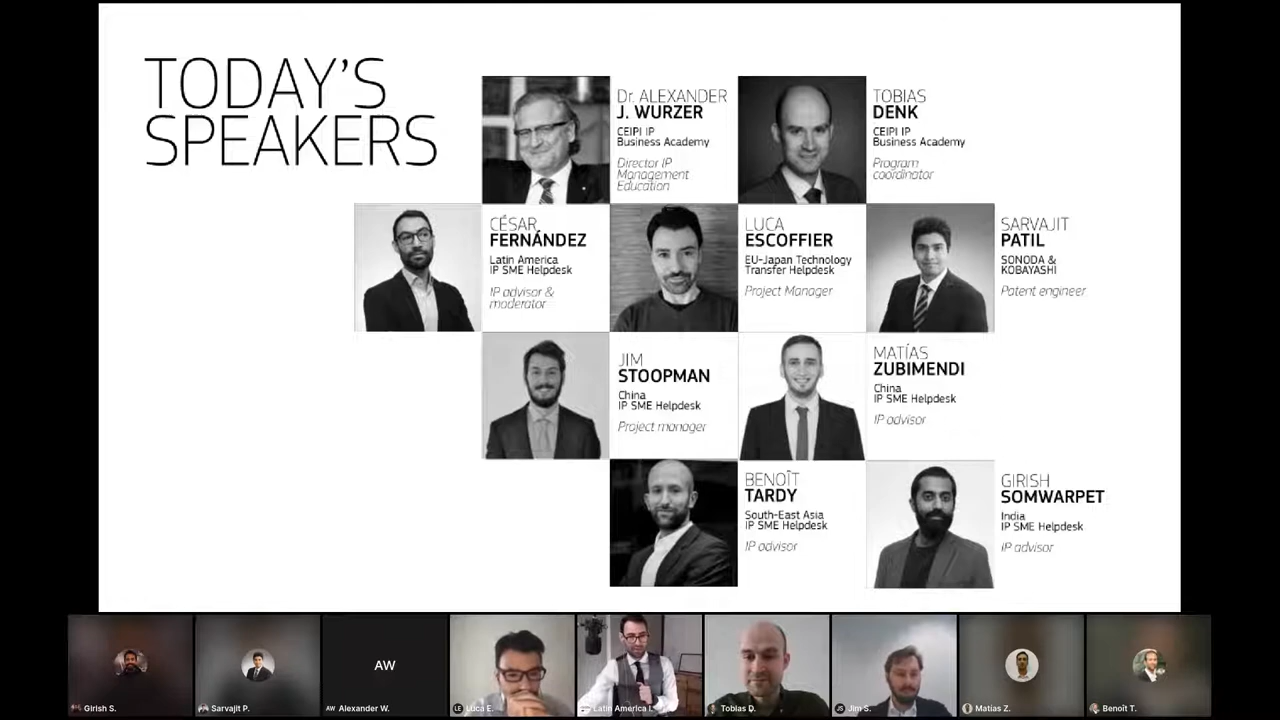 TODAY'S
SPEAKERS
Dr. ALEXANDER
J. WURZER
CEIPI IP
Business Academy
Director IP
Management
Education
TOBIAS
DENK
CEIPI IP
Business Academy
Program
coordinator
CÉSAR
FERNÁNDEZ
Latin America
IP SME Helpdesk
IP advisor &
moderator
LUCA
ESCOFFIER
EU-Japan Technology
Transfer Helpdesk
Project Manager
SARVAJIT
PATIL
SONODA &
KOBAYASHI
Patent engineer
JIM
STOOPMAN
China
IP SME Helpdesk
Project manager
MATÍAS
ZUBIMENDI
China
IP SME Helpdesk
IP advisor
BENOÎT
TARDY
South-East Asia
IP SME Helpdesk
IP advisor
GIRISH
SOMWARPET
India
IP SME Helpdesk
IP advisor
Girish S.
Sarvajit P.
AW
AW Alexander W.
LE Luca E.
Latin America I.
Tobias D.
JS Jim S.
Matías Z.
Benoît T.